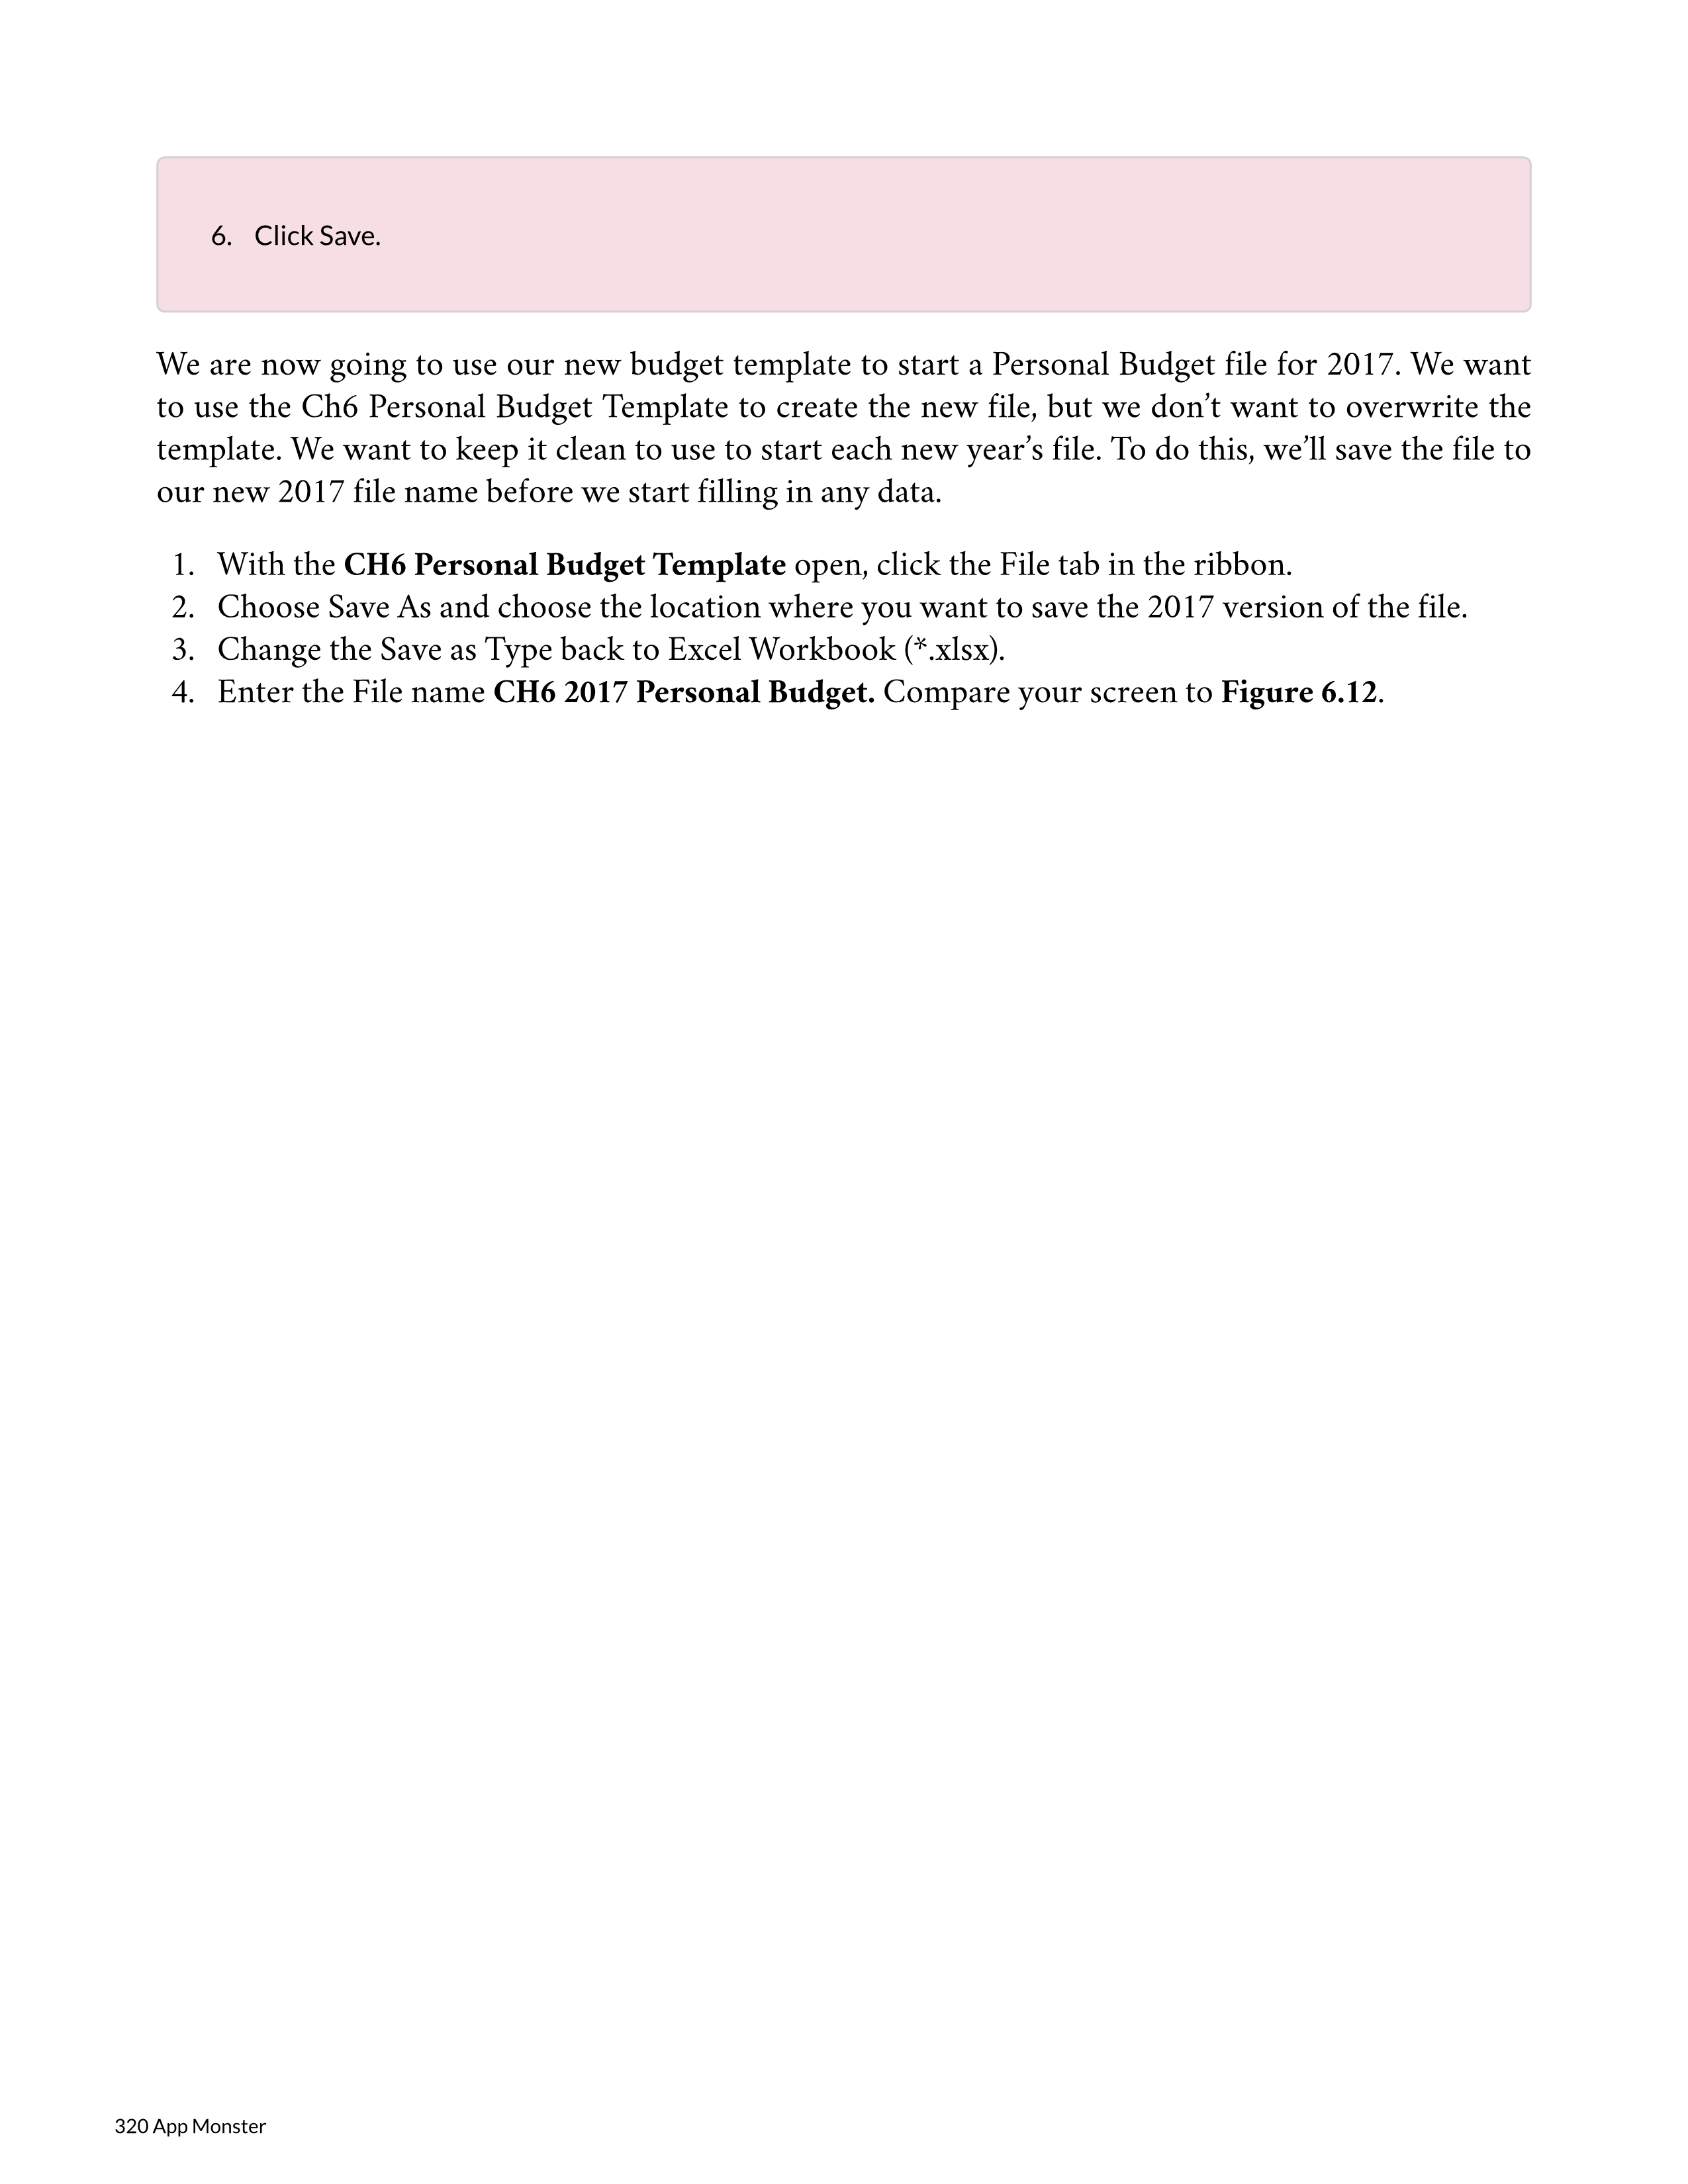 6. Click Save.
We are now going to use our new budget template to start a Personal Budget file for 2017. We want
to use the Ch6 Personal Budget Template to create the new file, but we don’t want to overwrite the
template. We want to keep it clean to use to start each new year’s file. To do this, we’ll save the file to
our new 2017 file name before we start filling in any data.
1. With the CH6 Personal Budget Template open, click the File tab in the ribbon.
2. Choose Save As and choose the location where you want to save the 2017 version of the file.
3. Change the Save as Type back to Excel Workbook (*.xlsx).
4. Enter the File name CH6 2017 Personal Budget. Compare your screen to Figure 6.12.
320 App Monster